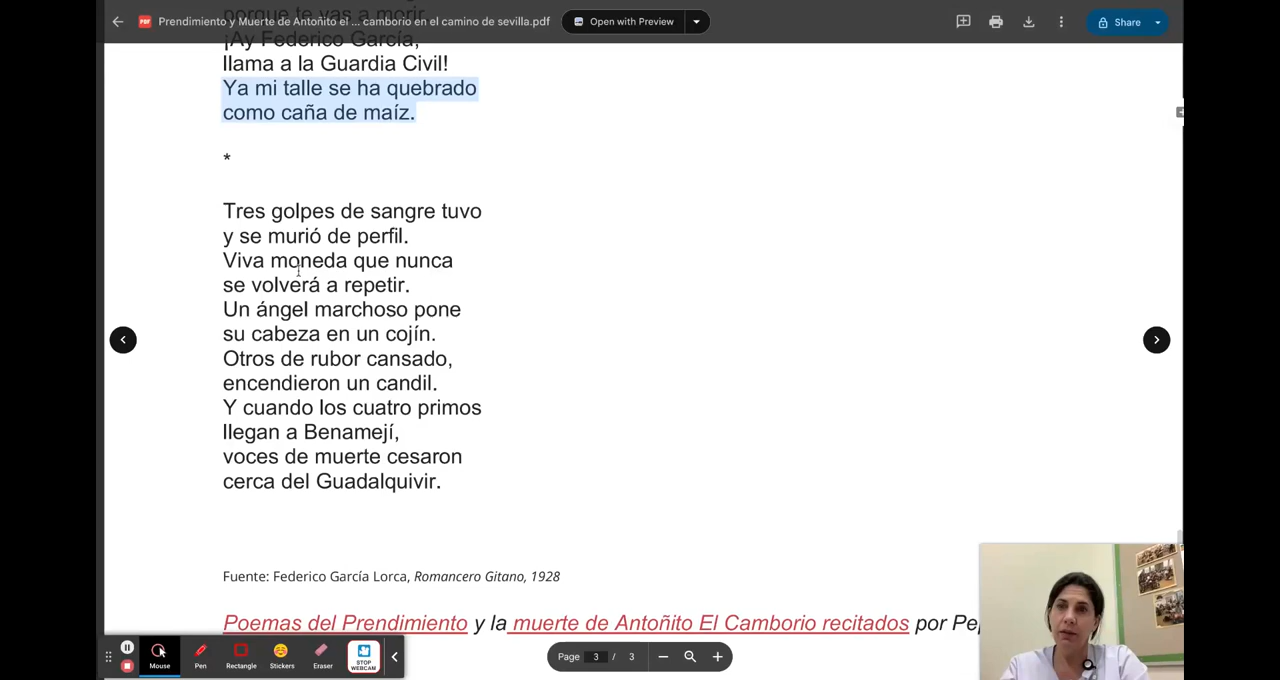 Prendimiento y Muerte de Antoñito el ... camborio en el camino de sevilla.pdf
Open with Preview
Share
porque te vas a morir.
¡Ay Federico García,
llama a la Guardia Civil!
Ya mi talle se ha quebrado
como caña de maíz.
*
Tres golpes de sangre tuvo
y se murió de perfil.
Viva moneda que nunca
se volverá a repetir.
Un ángel marchoso pone
su cabeza en un cojín.
Otros de rubor cansado,
encendieron un candil.
Y cuando los cuatro primos
llegan a Benamejí,
voces de muerte cesaron
cerca del Guadalquivir.
Fuente: Federico García Lorca, Romancero Gitano, 1928
Poemas del Prendimiento y la muerte de Antoñito El Camborio recitados por Pe
Mouse
Pen
Rectangle
Stickers
Eraser
STOP
WEBCAM
Page 3 / 3